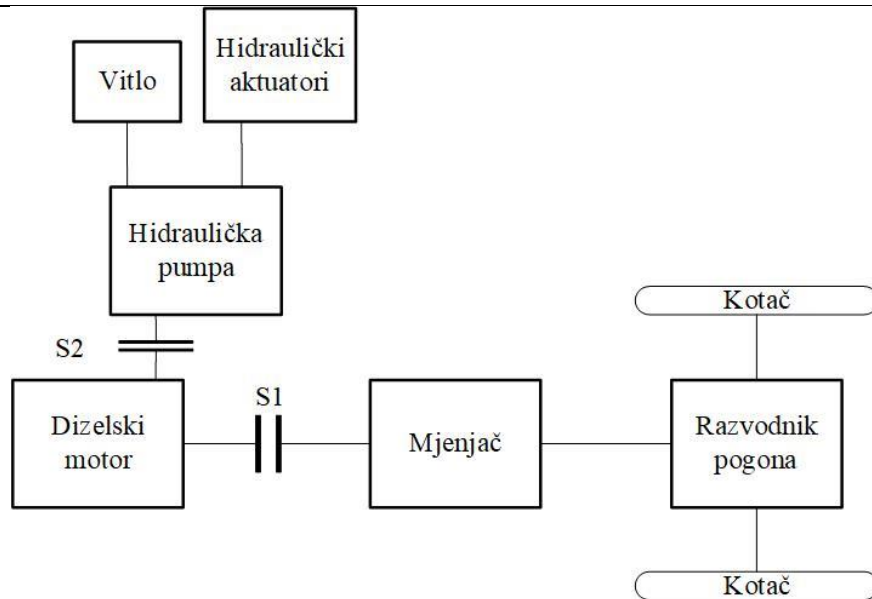 Vitlo
Hidraulički
aktuatori
Hidraulička
pumpa
S2
Dizelski
motor
S1
Mjenjač
Razvodnik
pogona
Kotač
Kotač